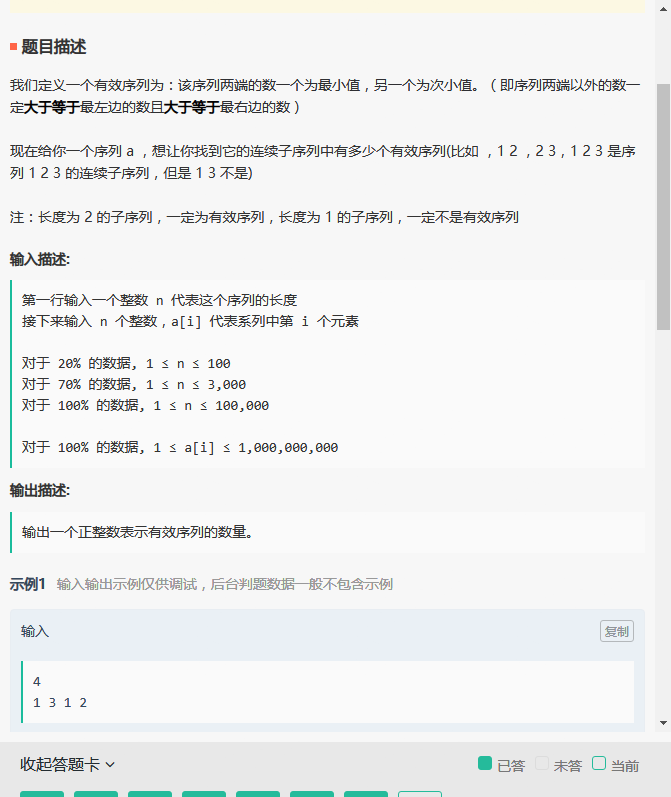 题目描述
我们定义一个有效序列为：该序列两端的数一个为最小值，另一个为次小值。（即序列两端以外的数一
定大于等于最左边的数且大于等于最右边的数）
现在给你一个序列 a ，想让你找到它的连续子序列中有多少个有效序列(比如 ，1 2 ，2 3，1 2 3 是序
列 1 2 3 的连续子序列，但是 1 3 不是)
注：长度为 2 的子序列，一定为有效序列，长度为 1 的子序列，一定不是有效序列
输入描述:
第一行输入一个整数 n 代表这个序列的长度
接下来输入 n 个整数，a[i] 代表系列中第 i 个元素
对于 20% 的数据, 1 ≤ n ≤ 100
对于 70% 的数据, 1 ≤ n ≤ 3,000
对于 100% 的数据, 1 ≤ n ≤ 100,000
对于 100% 的数据, 1 ≤ a[i] ≤ 1,000,000,000
输出描述:
输出一个正整数表示有效序列的数量。
示例1 输入输出示例仅供调试，后台判题数据一般不包含示例
输入 复制
4
1 3 1 2
收起答题卡 已答 未答 当前